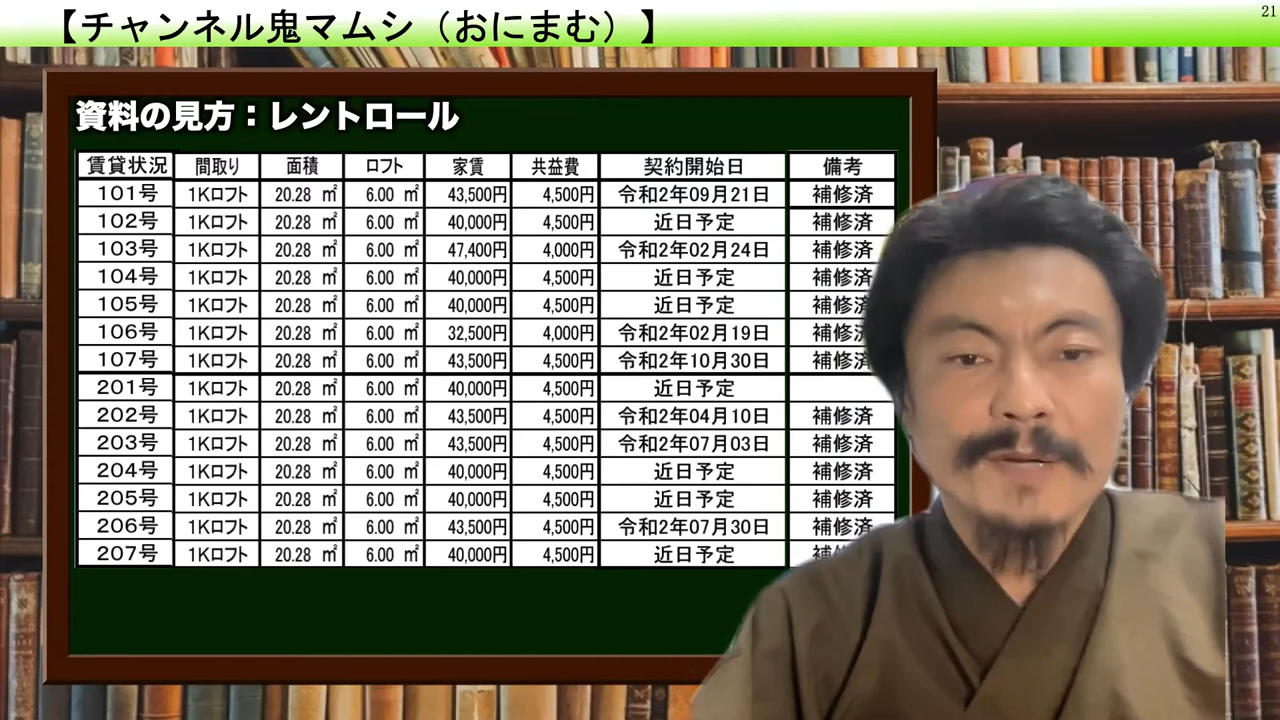 【チャンネル鬼マムシ（おにまむ）】
21
資料の見方：レントロール
賃貸状況 間取り 面積 ロフト 家賃 共益費 契約開始日 備考
101号 1Kロフト 20.28 ㎡ 6.00 ㎡ 43,500円 4,500円 令和2年09月21日 補修済
102号 1Kロフト 20.28 ㎡ 6.00 ㎡ 40,000円 4,500円 近日予定 補修済
103号 1Kロフト 20.28 ㎡ 6.00 ㎡ 47,400円 4,000円 令和2年02月24日 補修済
104号 1Kロフト 20.28 ㎡ 6.00 ㎡ 40,000円 4,500円 近日予定 補修済
105号 1Kロフト 20.28 ㎡ 6.00 ㎡ 40,000円 4,500円 近日予定 補修済
106号 1Kロフト 20.28 ㎡ 6.00 ㎡ 32,500円 4,000円 令和2年02月19日 補修済
107号 1Kロフト 20.28 ㎡ 6.00 ㎡ 43,500円 4,500円 令和2年10月30日 補修済
201号 1Kロフト 20.28 ㎡ 6.00 ㎡ 40,000円 4,500円 近日予定
202号 1Kロフト 20.28 ㎡ 6.00 ㎡ 43,500円 4,500円 令和2年04月10日 補修済
203号 1Kロフト 20.28 ㎡ 6.00 ㎡ 43,500円 4,500円 令和2年07月03日 補修済
204号 1Kロフト 20.28 ㎡ 6.00 ㎡ 40,000円 4,500円 近日予定 補修済
205号 1Kロフト 20.28 ㎡ 6.00 ㎡ 40,000円 4,500円 近日予定 補修済
206号 1Kロフト 20.28 ㎡ 6.00 ㎡ 43,500円 4,500円 令和2年07月30日 補修済
207号 1Kロフト 20.28 ㎡ 6.00 ㎡ 40,000円 4,500円 近日予定